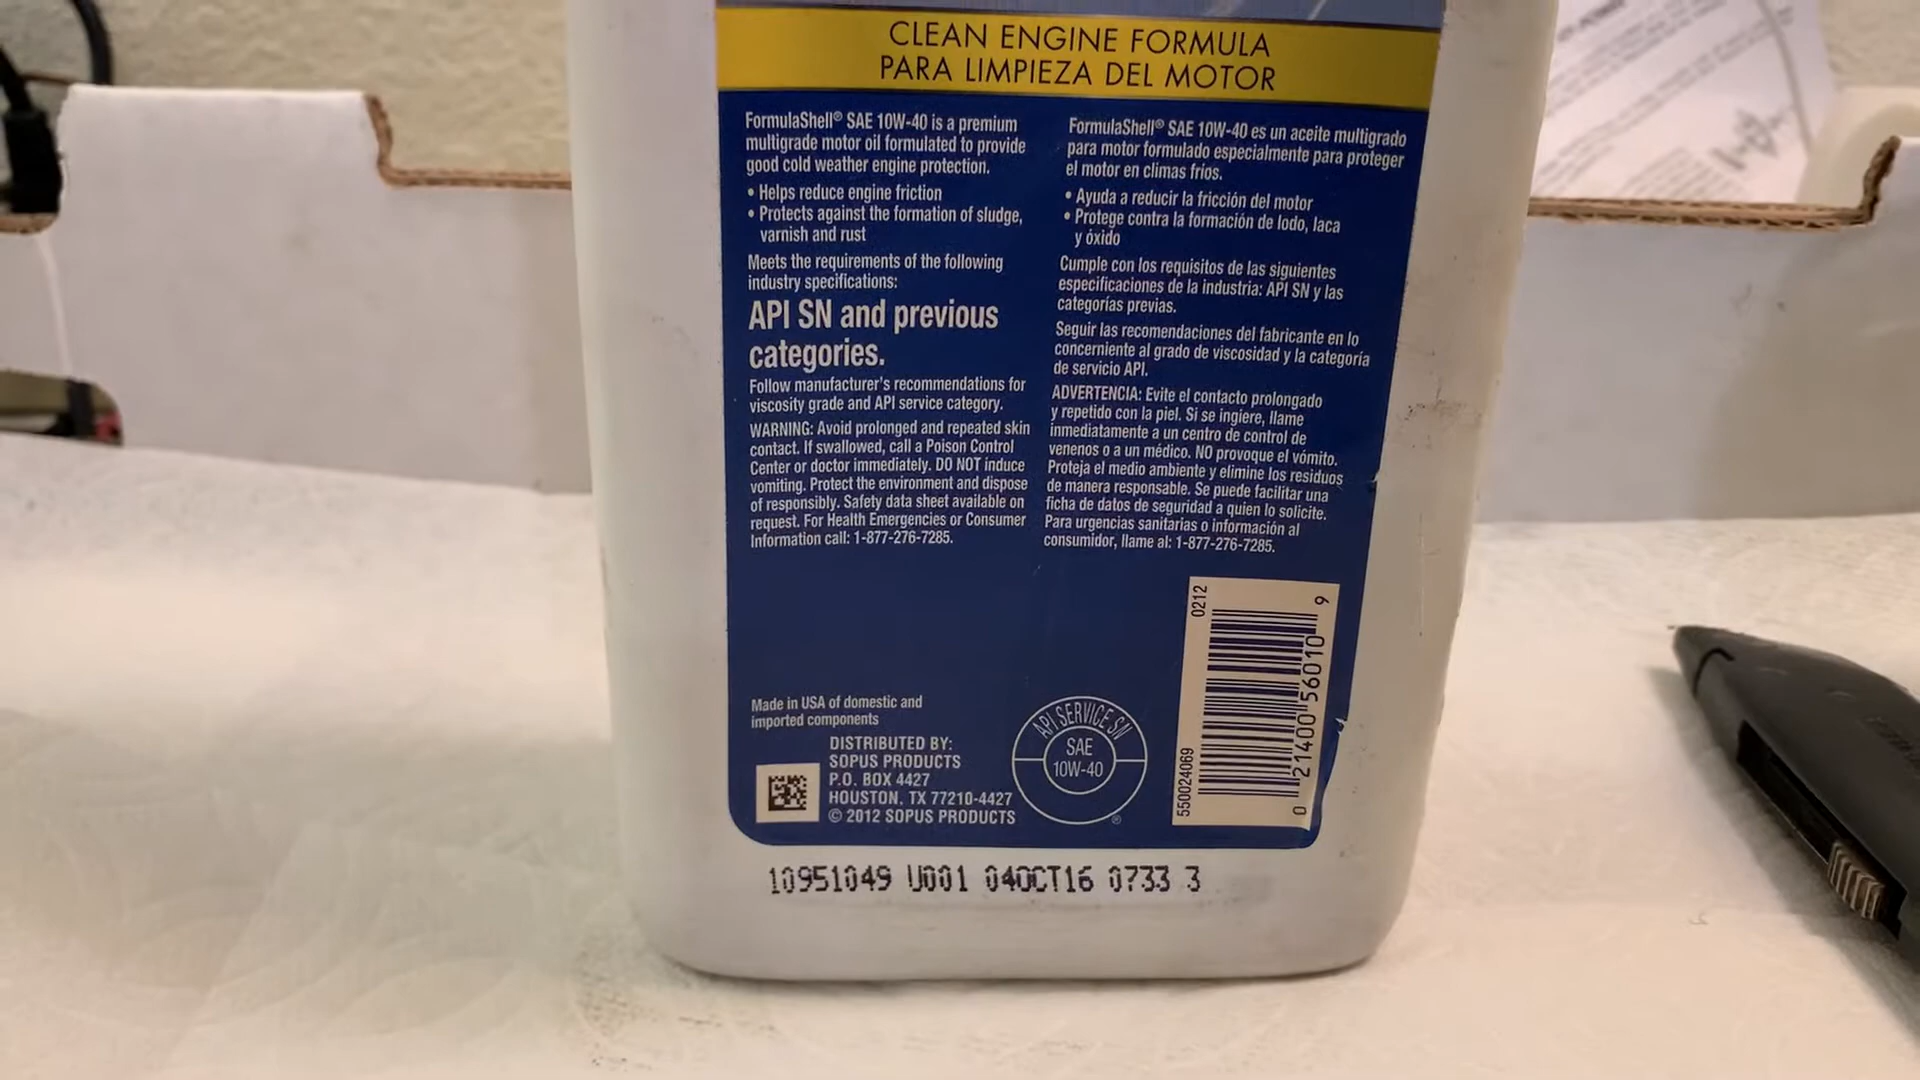 CLEAN ENGINE FORMULA
PARA LIMPIEZA DEL MOTOR
FormulaShell® SAE 10W-40 is a premium
multigrade motor oil formulated to provide
good cold weather engine protection.
• Helps reduce engine friction
• Protects against the formation of sludge,
varnish and rust
Meets the requirements of the following
industry specifications:
API SN and previous
categories.
Follow manufacturer's recommendations for
viscosity grade and API service category.
WARNING: Avoid prolonged and repeated skin
contact. If swallowed, call a Poison Control
Center or doctor immediately. DO NOT induce
vomiting. Protect the environment and dispose
of responsibly. Safety data sheet available on
request. For Health Emergencies or Consumer
Information call: 1-877-276-7285.
FormulaShell® SAE 10W-40 es un aceite multigrado
para motor formulado especialmente para proteger
el motor en climas fríos.
• Ayuda a reducir la fricción del motor
• Protege contra la formación de lodo, laca
y óxido
Cumple con los requisitos de las siguientes
especificaciones de la industria: API SN y las
categorías previas.
Seguir las recomendaciones del fabricante en lo
concerniente al grado de viscosidad y la categoría
de servicio API.
ADVERTENCIA: Evite el contacto prolongado
y repetido con la piel. Si se ingiere, llame
inmediatamente a un centro de control de
venenos o a un médico. NO provoque el vómito.
Proteja el medio ambiente y elimine los residuos
de manera responsable. Se puede facilitar una
ficha de datos de seguridad a quien lo solicite.
Para urgencias sanitarias o información al
consumidor, llame al: 1-877-276-7285.
Made in USA of domestic and
imported components
DISTRIBUTED BY:
SOPUS PRODUCTS
P.O. BOX 4427
HOUSTON, TX 77210-4427
© 2012 SOPUS PRODUCTS
API SERVICE SN
SAE
10W-40
®
0212
550024069
0 21400 56010 9
10951049 U001 04OCT16 0733 3